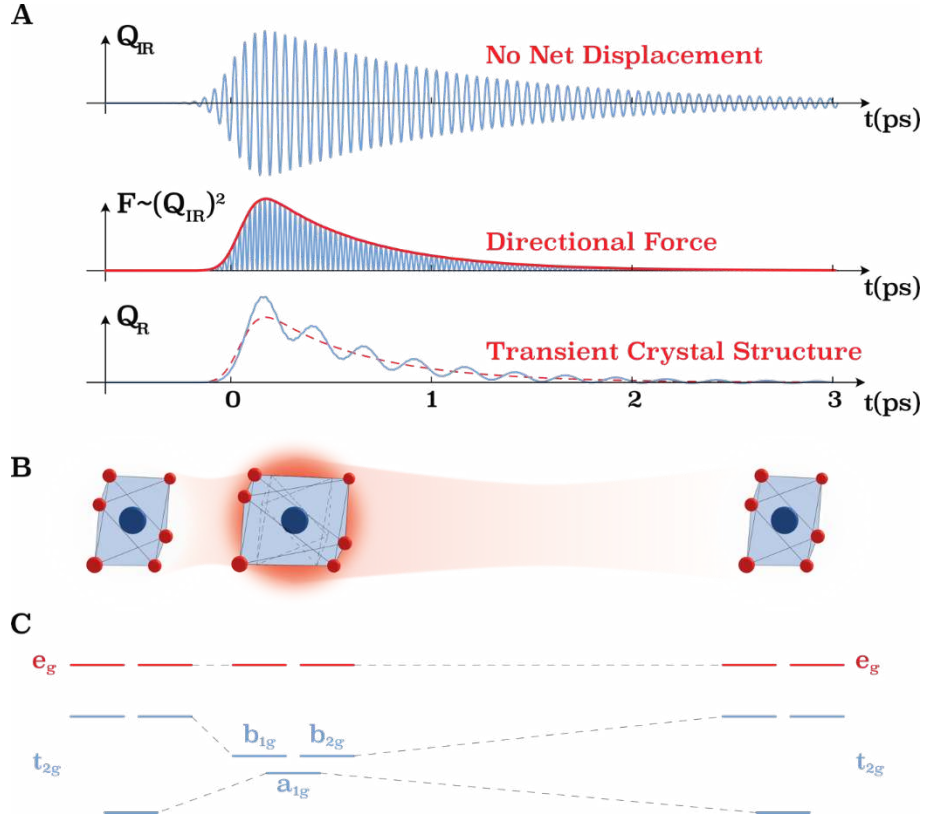 A
Q_IR
No Net Displacement
t(ps)
F~(Q_IR)²
Directional Force
t(ps)
Q_R
Transient Crystal Structure
0 1 2 3 t(ps)
B
C
e_g e_g
b_1g b_2g
t_2g t_2g
a_1g